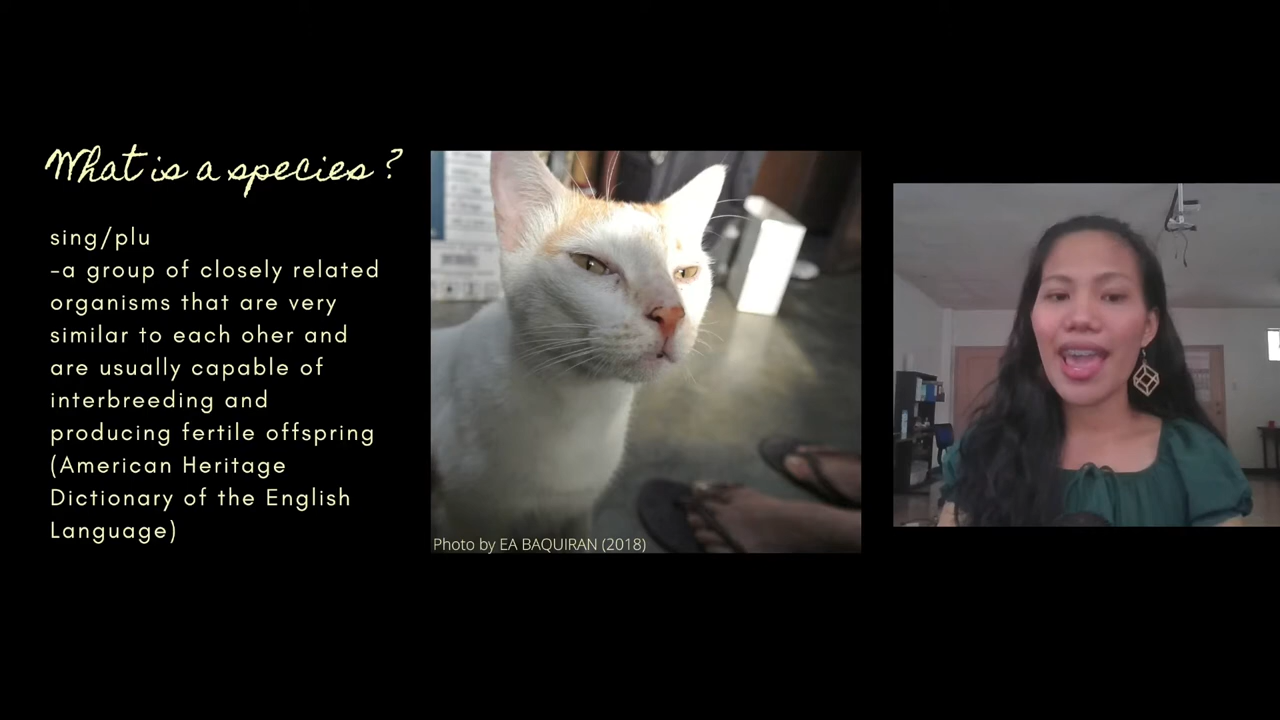 What is a species ?
sing/plu
-a group of closely related
organisms that are very
similar to each oher and
are usually capable of
interbreeding and
producing fertile offspring
(American Heritage
Dictionary of the English
Language)
Photo by EA BAQUIRAN (2018)